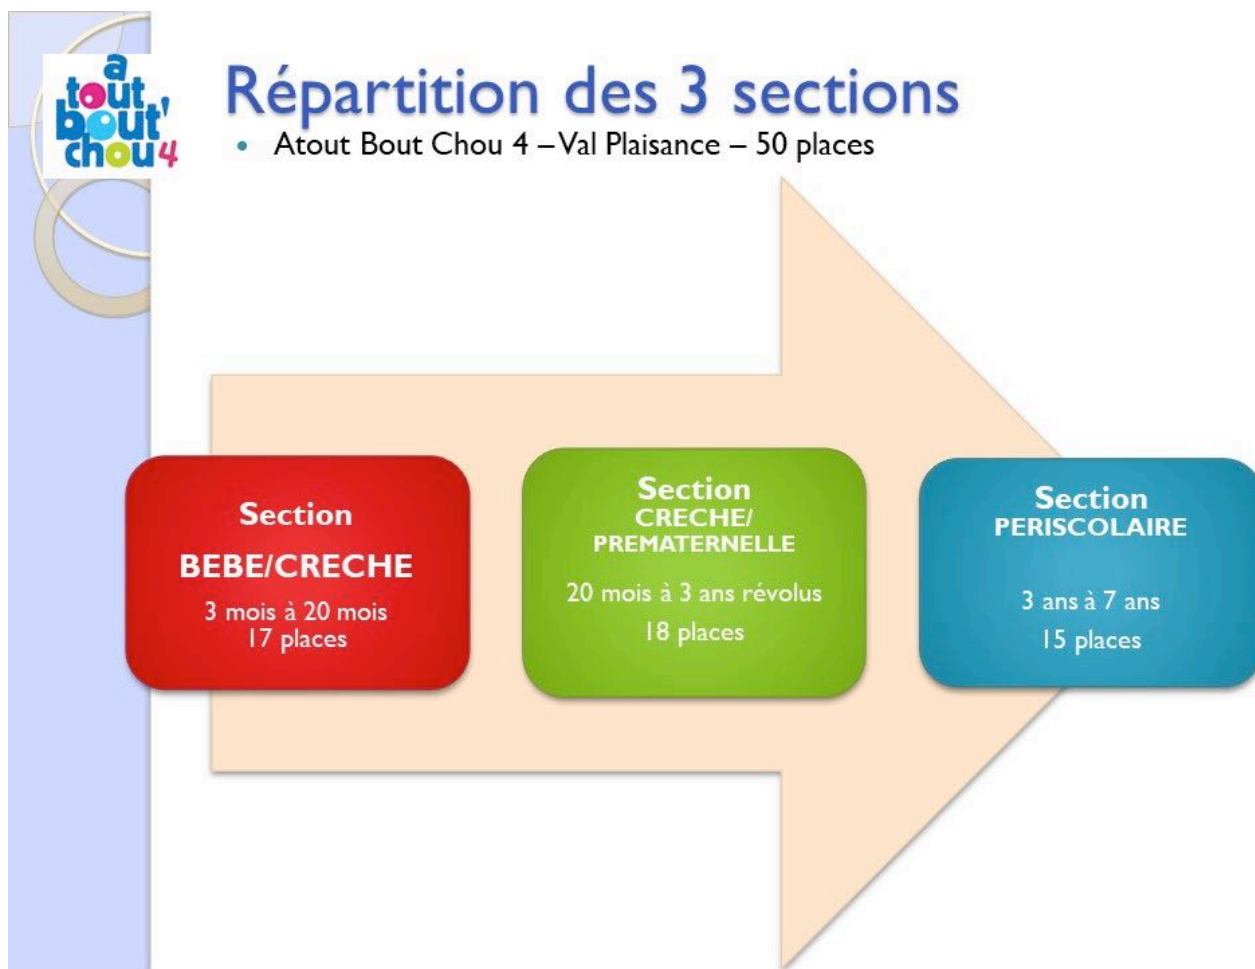 a
tout
bout'
chou 4
Répartition des 3 sections
• Atout Bout Chou 4 – Val Plaisance – 50 places
Section
BEBE/CRECHE
3 mois à 20 mois
17 places
Section
CRECHE/
PREMATERNELLE
20 mois à 3 ans révolus
18 places
Section
PERISCOLAIRE
3 ans à 7 ans
15 places